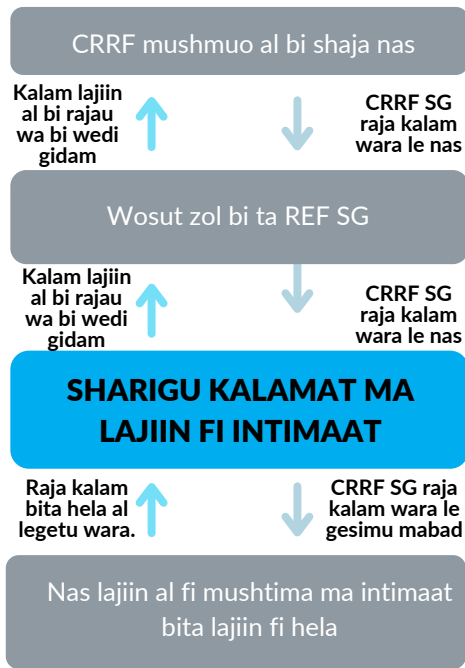 CRRF mushmuo al bi shaja nas
Kalam lajiin
al bi rajau
wa bi wedi
gidam
CRRF SG
raja kalam
wara le nas
Wosut zol bi ta REF SG
Kalam lajiin
al bi rajau
wa bi wedi
gidam
CRRF SG
raja kalam
wara le nas
SHARIGU KALAMAT MA
LAJIIN FI INTIMAAT
Raja kalam
bita hela al
legetu wara.
CRRF SG raja
kalam wara le
gesimu mabad
Nas lajiin al fi mushtima ma intimaat
bita lajiin fi hela